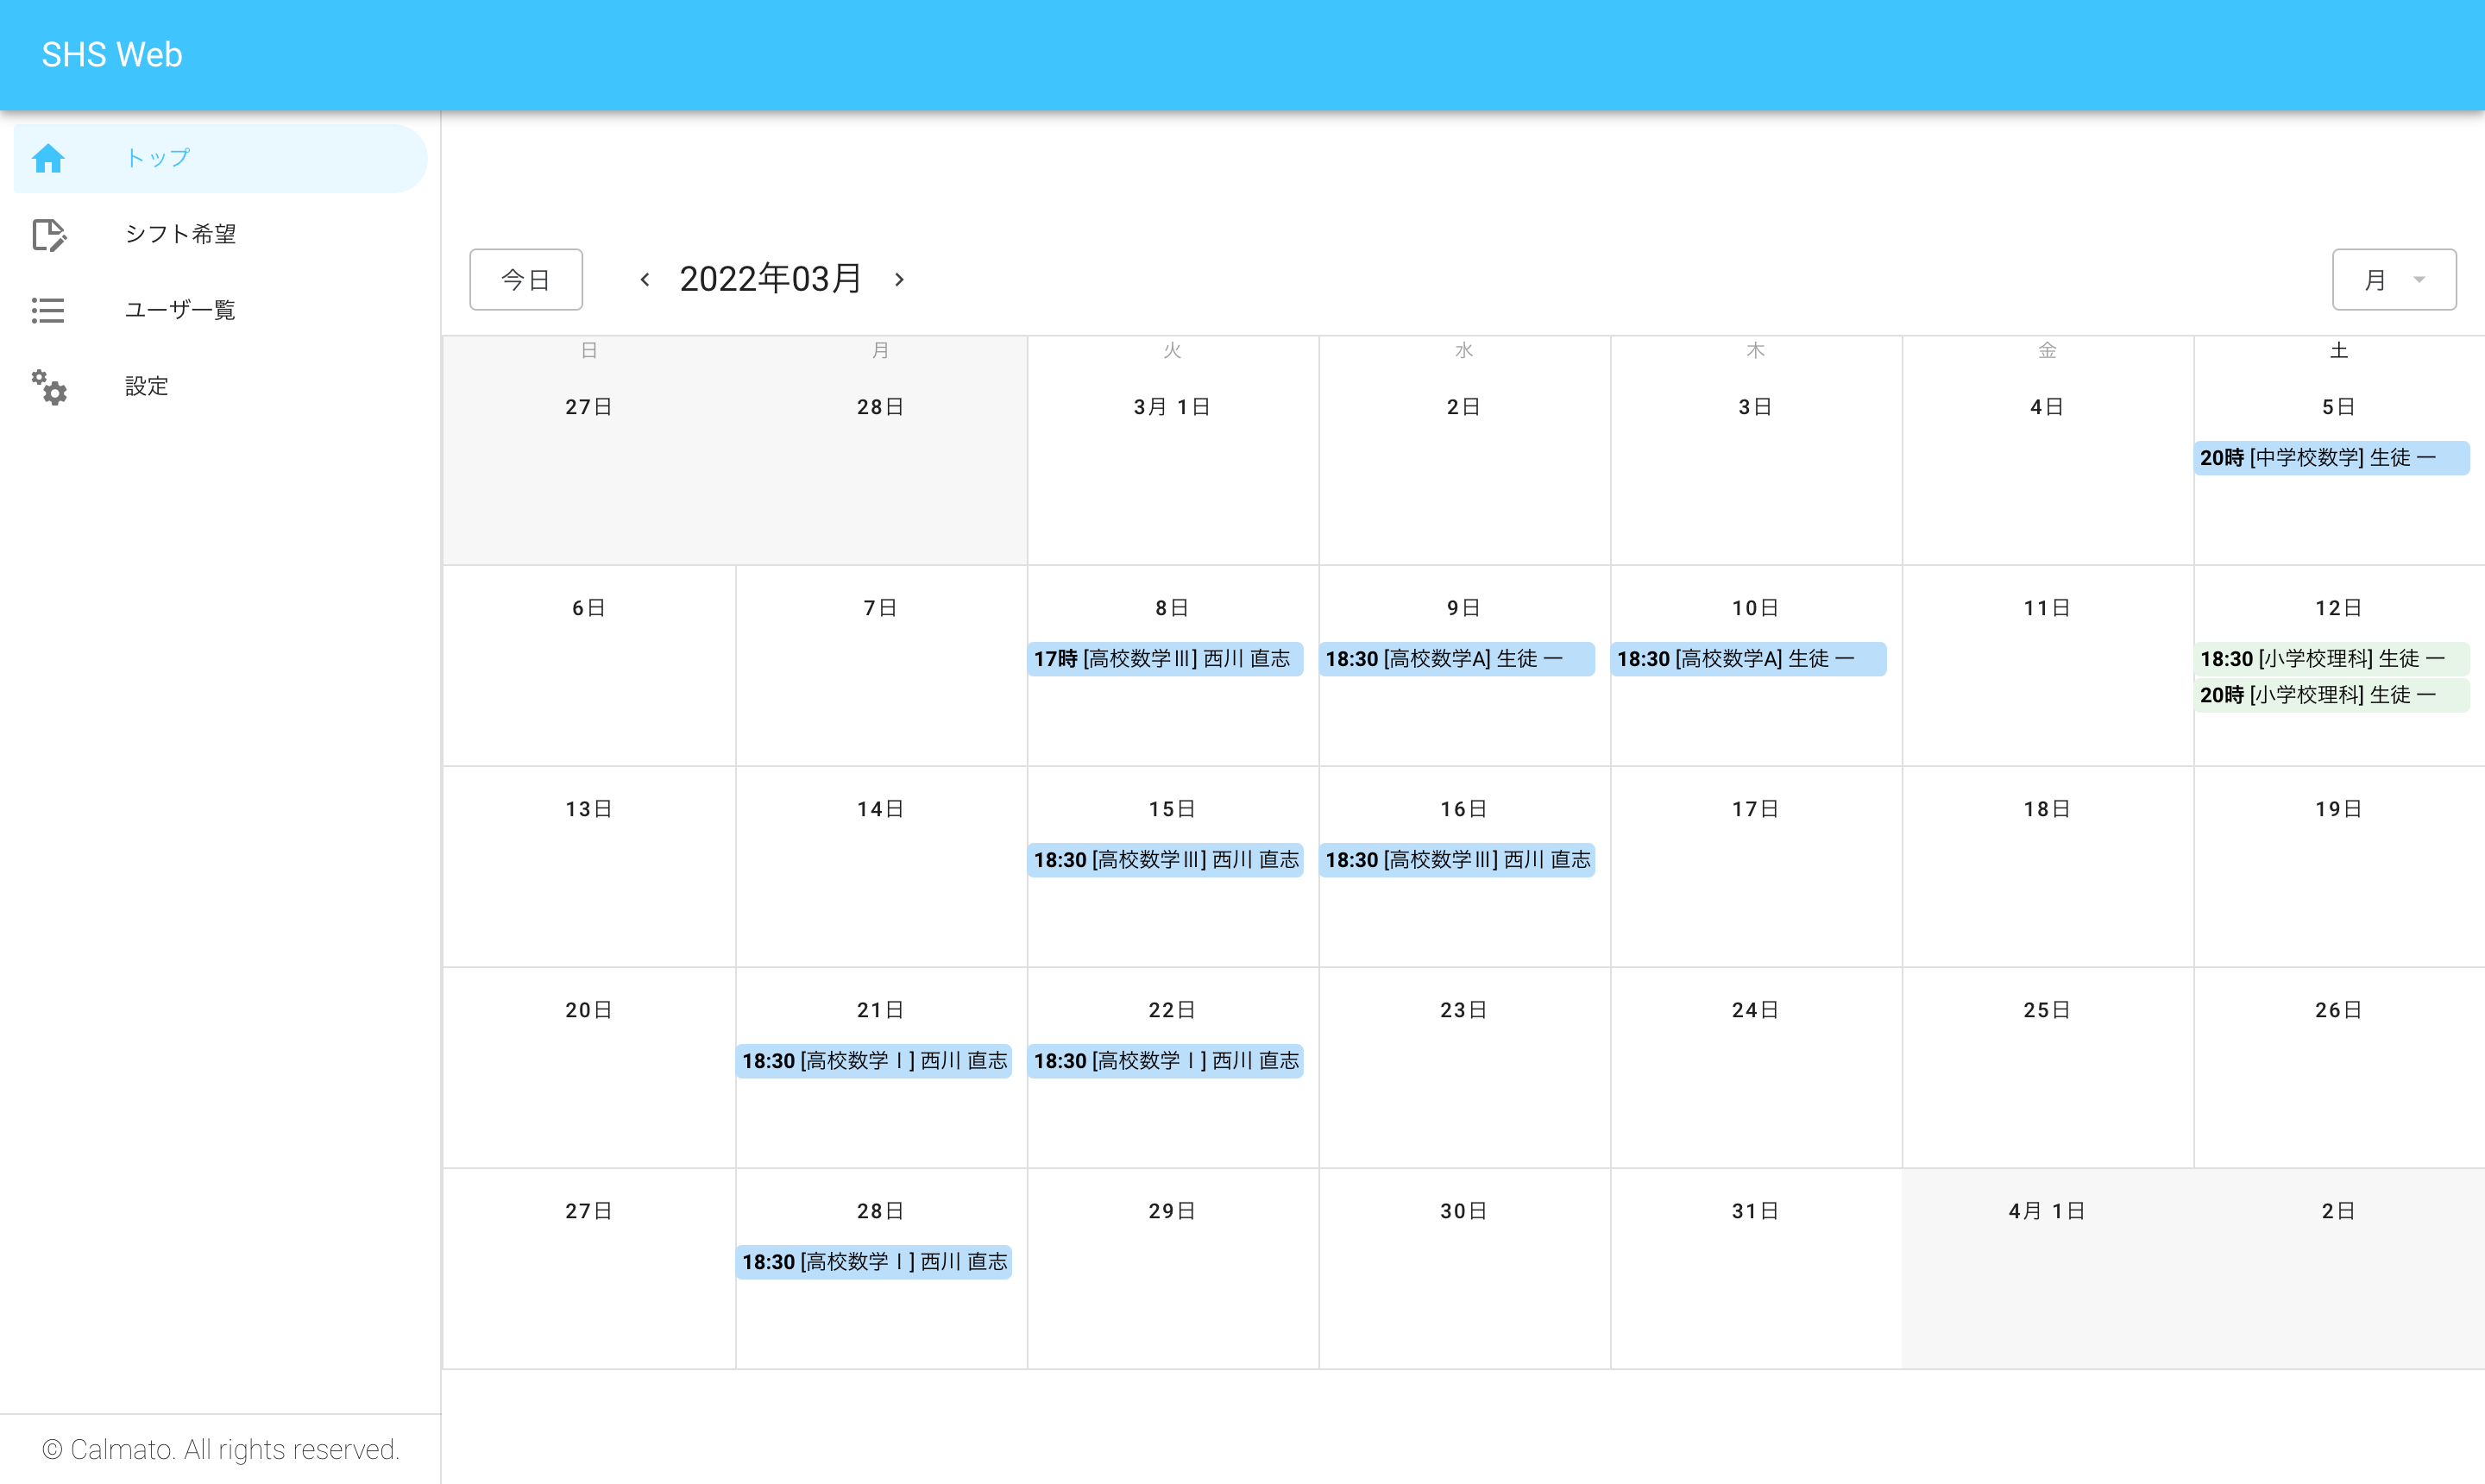 SHS Web
トップ
シフト希望
ユーザ一覧
設定
今日
2022年03月
月
日 月 火 水 木 金 土
27日 28日 3月 1日 2日 3日 4日 5日
20時 [中学校数学] 生徒 一
6日 7日 8日 9日 10日 11日 12日
17時 [高校数学Ⅲ] 西川 直志 18:30 [高校数学A] 生徒 一 18:30 [高校数学A] 生徒 一 18:30 [小学校理科] 生徒 一
20時 [小学校理科] 生徒 一
13日 14日 15日 16日 17日 18日 19日
18:30 [高校数学Ⅲ] 西川 直志 18:30 [高校数学Ⅲ] 西川 直志
20日 21日 22日 23日 24日 25日 26日
18:30 [高校数学Ⅰ] 西川 直志 18:30 [高校数学Ⅰ] 西川 直志
27日 28日 29日 30日 31日 4月 1日 2日
18:30 [高校数学Ⅰ] 西川 直志
© Calmato. All rights reserved.